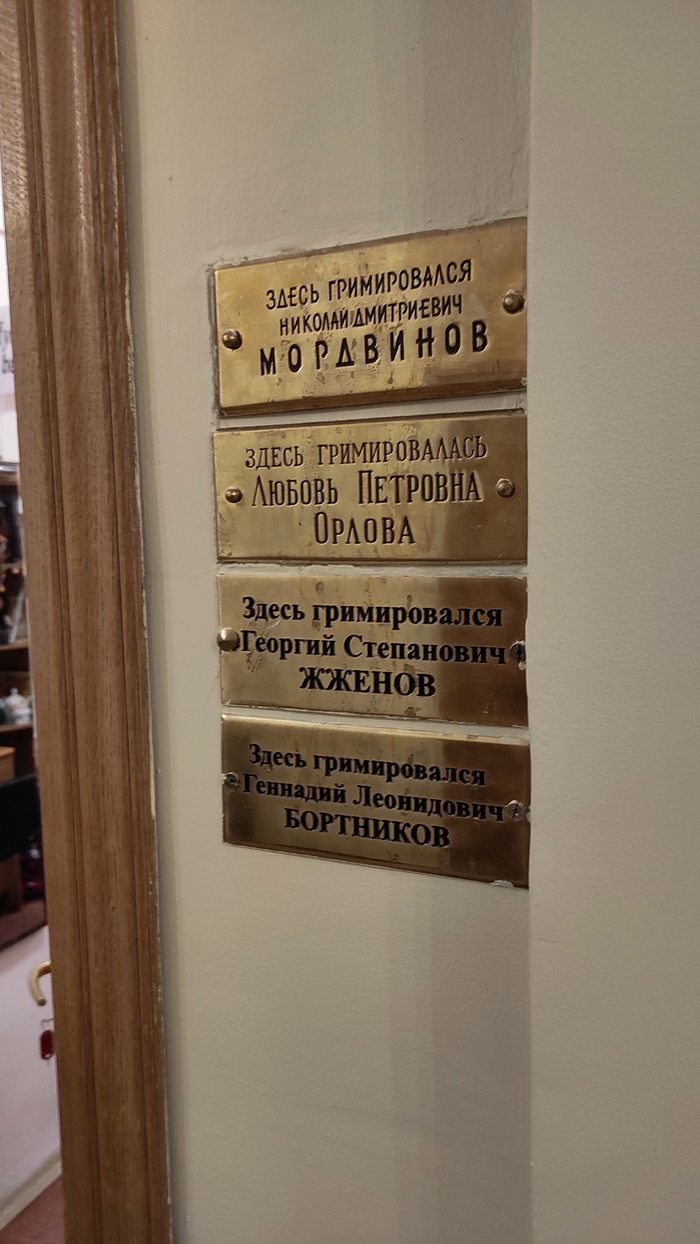 ЗДЕСЬ ГРИМИРОВАЛСЯ
НИКОЛАЙ ДМИТРИЕВИЧ
МОРДВИНОВ
ЗДЕСЬ ГРИМИРОВАЛАСЬ
ЛЮБОВЬ ПЕТРОВНА
ОРЛОВА
Здесь гримировался
Георгий Степанович
ЖЖЕНОВ
Здесь гримировался
Геннадий Леонидович
БОРТНИКОВ